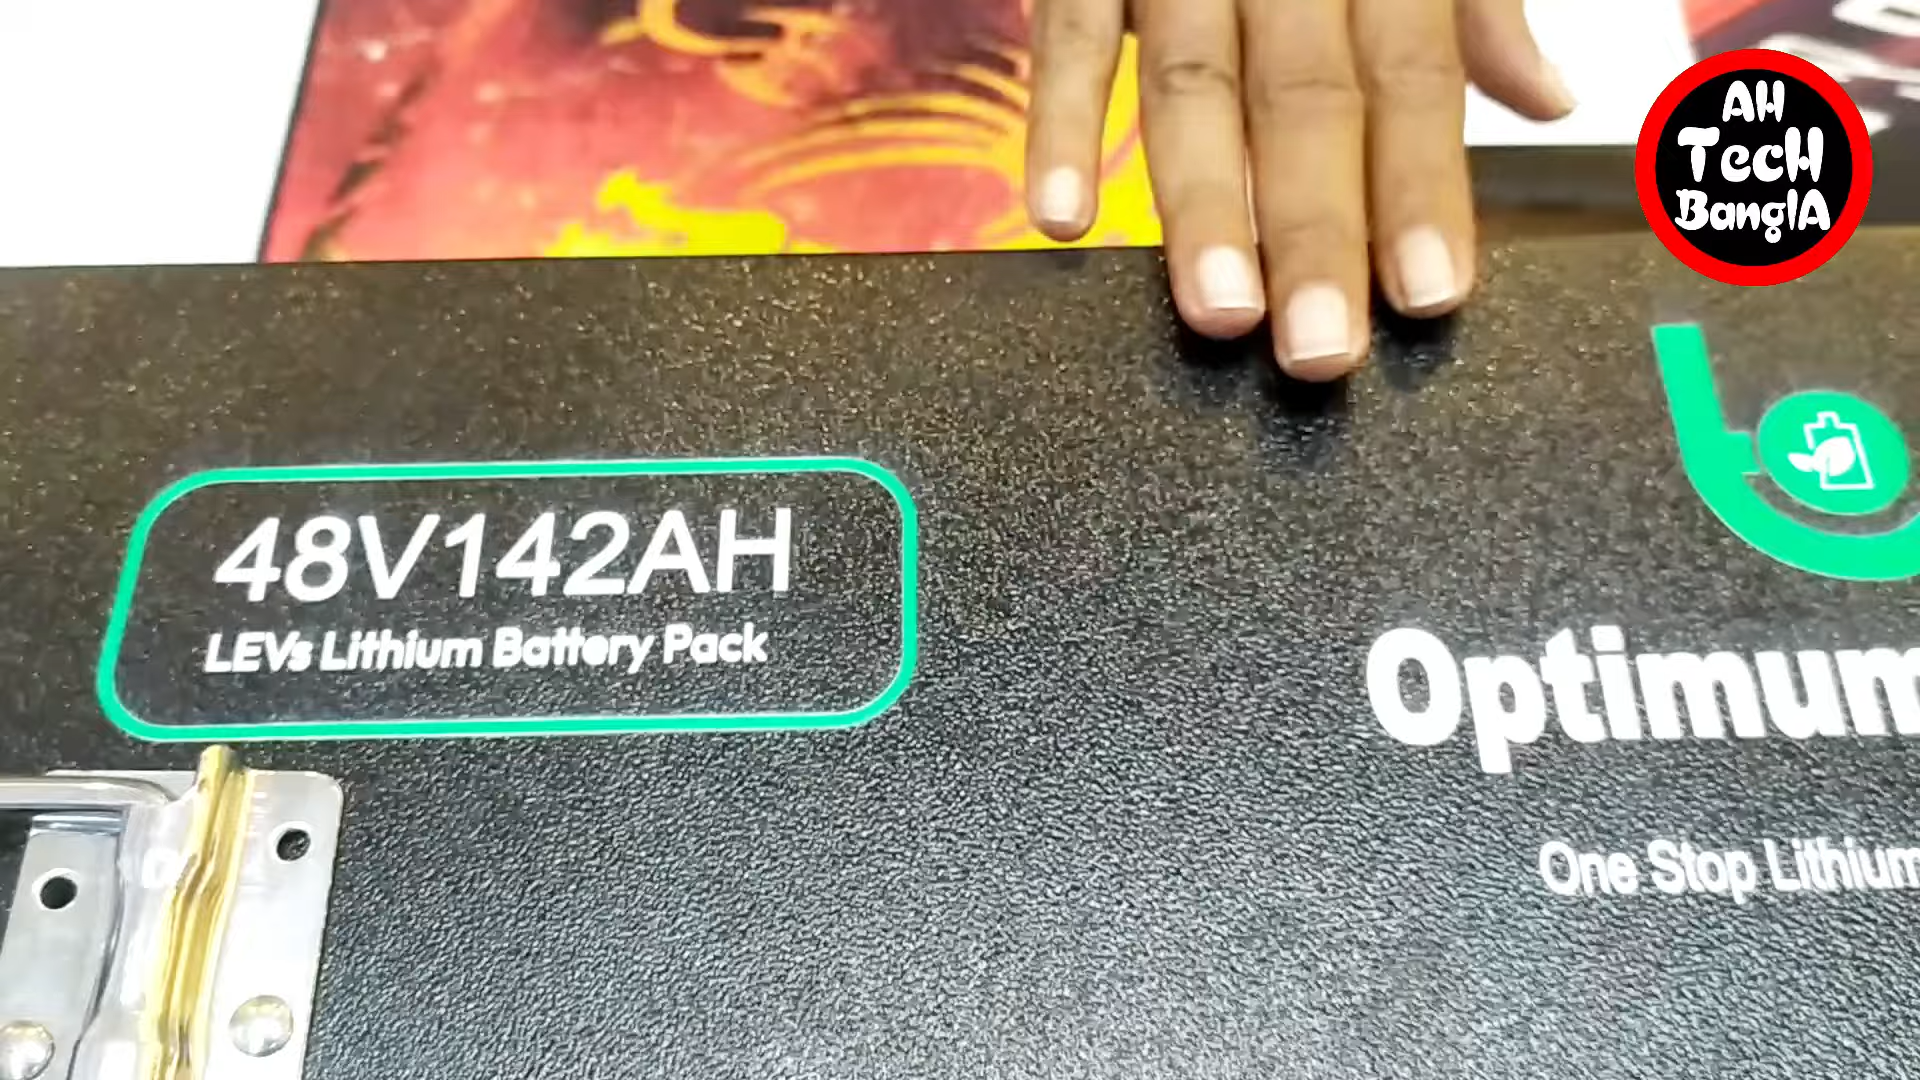 AH
TecH
BanglA
48V142AH
LEVs Lithium Battery Pack
Optimum
One Stop Lithium